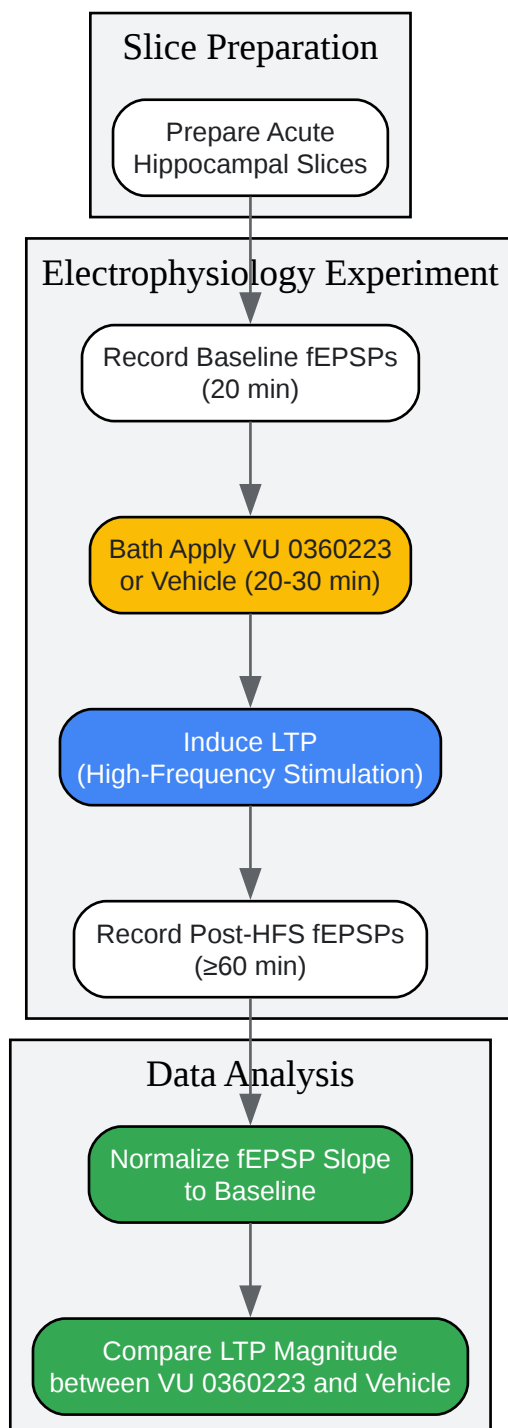 Slice Preparation
Prepare Acute
Hippocampal Slices
Electrophysiology Experiment
Record Baseline fEPSPs
(20 min)
Bath Apply VU 0360223
or Vehicle (20-30 min)
Induce LTP
(High-Frequency Stimulation)
Record Post-HFS fEPSPs
(≥60 min)
Data Analysis
Normalize fEPSP Slope
to Baseline
Compare LTP Magnitude
between VU 0360223 and Vehicle